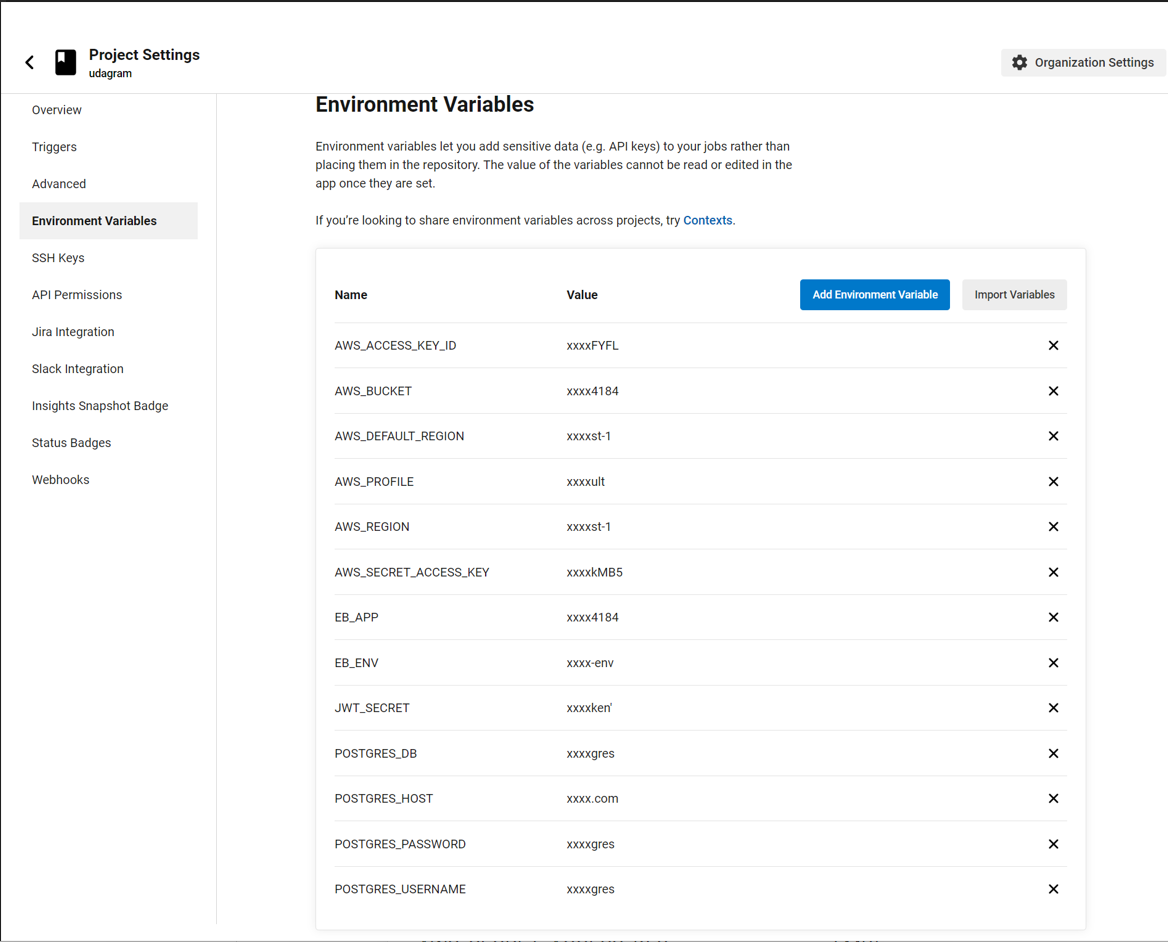 Project Settings
udagram
Organization Settings
Overview
Triggers
Advanced
Environment Variables
SSH Keys
API Permissions
Jira Integration
Slack Integration
Insights Snapshot Badge
Status Badges
Webhooks
Environment Variables
Environment variables let you add sensitive data (e.g. API keys) to your jobs rather than
placing them in the repository. The value of the variables cannot be read or edited in the
app once they are set.
If you're looking to share environment variables across projects, try Contexts.
Name Value Add Environment Variable Import Variables
AWS_ACCESS_KEY_ID xxxxFYFL
AWS_BUCKET xxxx4184
AWS_DEFAULT_REGION xxxxst-1
AWS_PROFILE xxxxult
AWS_REGION xxxxst-1
AWS_SECRET_ACCESS_KEY xxxxkMB5
EB_APP xxxx4184
EB_ENV xxxx-env
JWT_SECRET xxxxken'
POSTGRES_DB xxxxgres
POSTGRES_HOST xxxx.com
POSTGRES_PASSWORD xxxxgres
POSTGRES_USERNAME xxxxgres